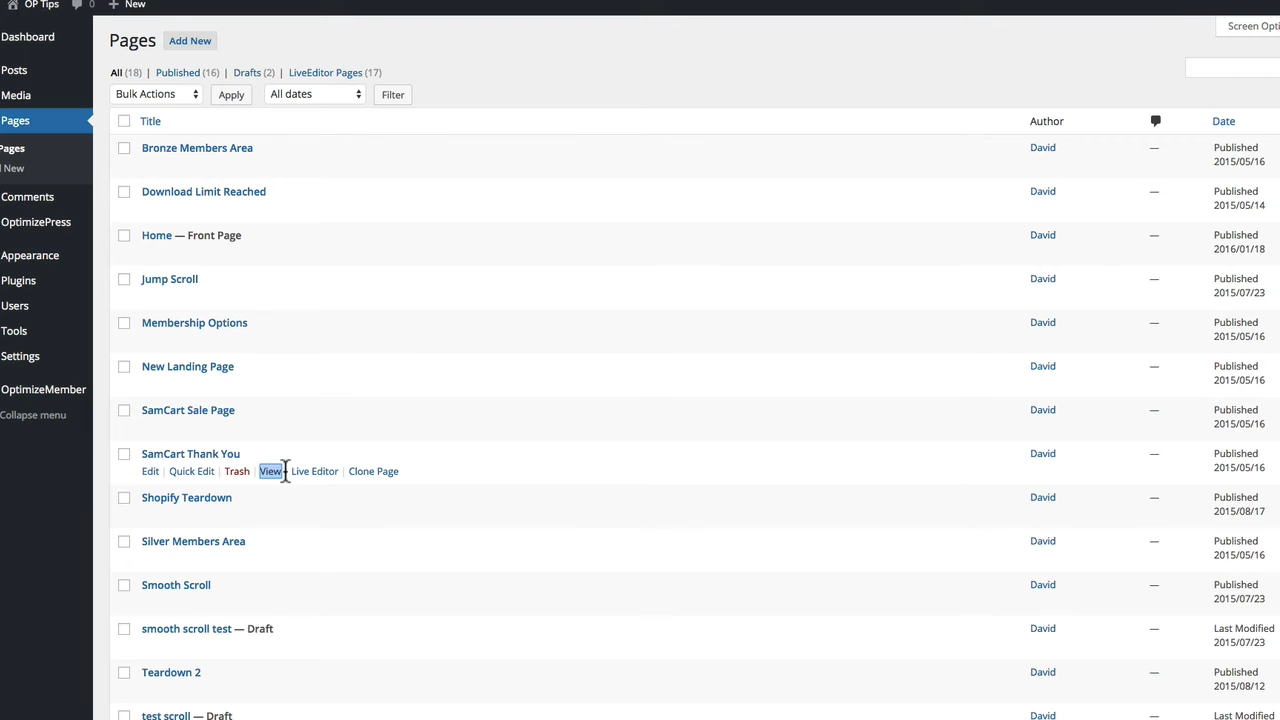 OP Tips 0 New
Dashboard
Posts
Media
Pages
Pages
New
Comments
OptimizePress
Appearance
Plugins
Users
Tools
Settings
OptimizeMember
Collapse menu
Screen Opti
Pages Add New
All (18) | Published (16) | Drafts (2) | LiveEditor Pages (17)
Bulk Actions Apply All dates Filter
Title Author Date
Bronze Members Area David — Published
2015/05/16
Download Limit Reached David — Published
2015/05/14
Home — Front Page David — Published
2016/01/18
Jump Scroll David — Published
2015/07/23
Membership Options David — Published
2015/05/16
New Landing Page David — Published
2015/05/16
SamCart Sale Page David — Published
2015/05/16
SamCart Thank You David — Published
Edit | Quick Edit | Trash | View | Live Editor | Clone Page 2015/05/16
Shopify Teardown David — Published
2015/08/17
Silver Members Area David — Published
2015/05/16
Smooth Scroll David — Published
2015/07/23
smooth scroll test — Draft David — Last Modified
2015/07/23
Teardown 2 David — Published
2015/08/12
test scroll — Draft David — Last Modified